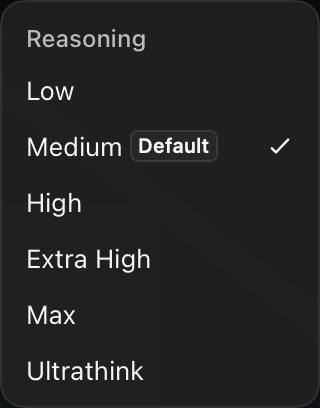 Reasoning
Low
Medium Default
High
Extra High
Max
Ultrathink